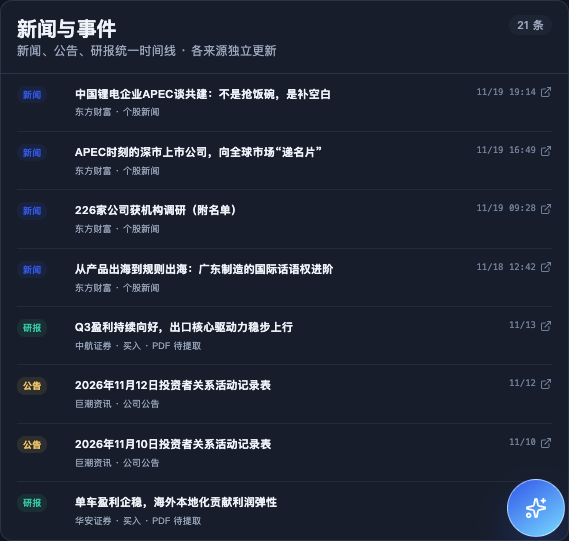 新闻与事件
21 条
新闻、公告、研报统一时间线 · 各来源独立更新
新闻
中国锂电企业APEC谈共建：不是抢饭碗，是补空白
11/19 19:14
东方财富 · 个股新闻
新闻
APEC时刻的深市上市公司，向全球市场“递名片”
11/19 16:49
东方财富 · 个股新闻
新闻
226家公司获机构调研（附名单）
11/19 09:28
东方财富 · 个股新闻
新闻
从产品出海到规则出海：广东制造的国际话语权进阶
11/18 12:42
东方财富 · 个股新闻
研报
Q3盈利持续向好，出口核心驱动力稳步上行
11/13
中航证券 · 买入 · PDF 待提取
公告
2026年11月12日投资者关系活动记录表
11/12
巨潮资讯 · 公司公告
公告
2026年11月10日投资者关系活动记录表
11/10
巨潮资讯 · 公司公告
研报
单车盈利企稳，海外本地化贡献利润弹性
华安证券 · 买入 · PDF 待提取